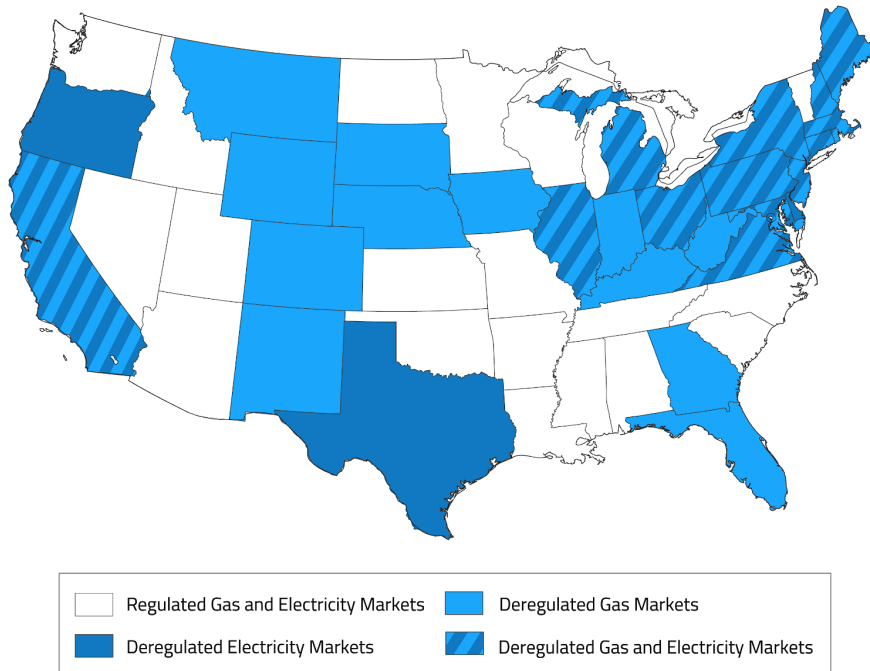 Regulated Gas and Electricity Markets
Deregulated Gas Markets
Deregulated Electricity Markets
Deregulated Gas and Electricity Markets